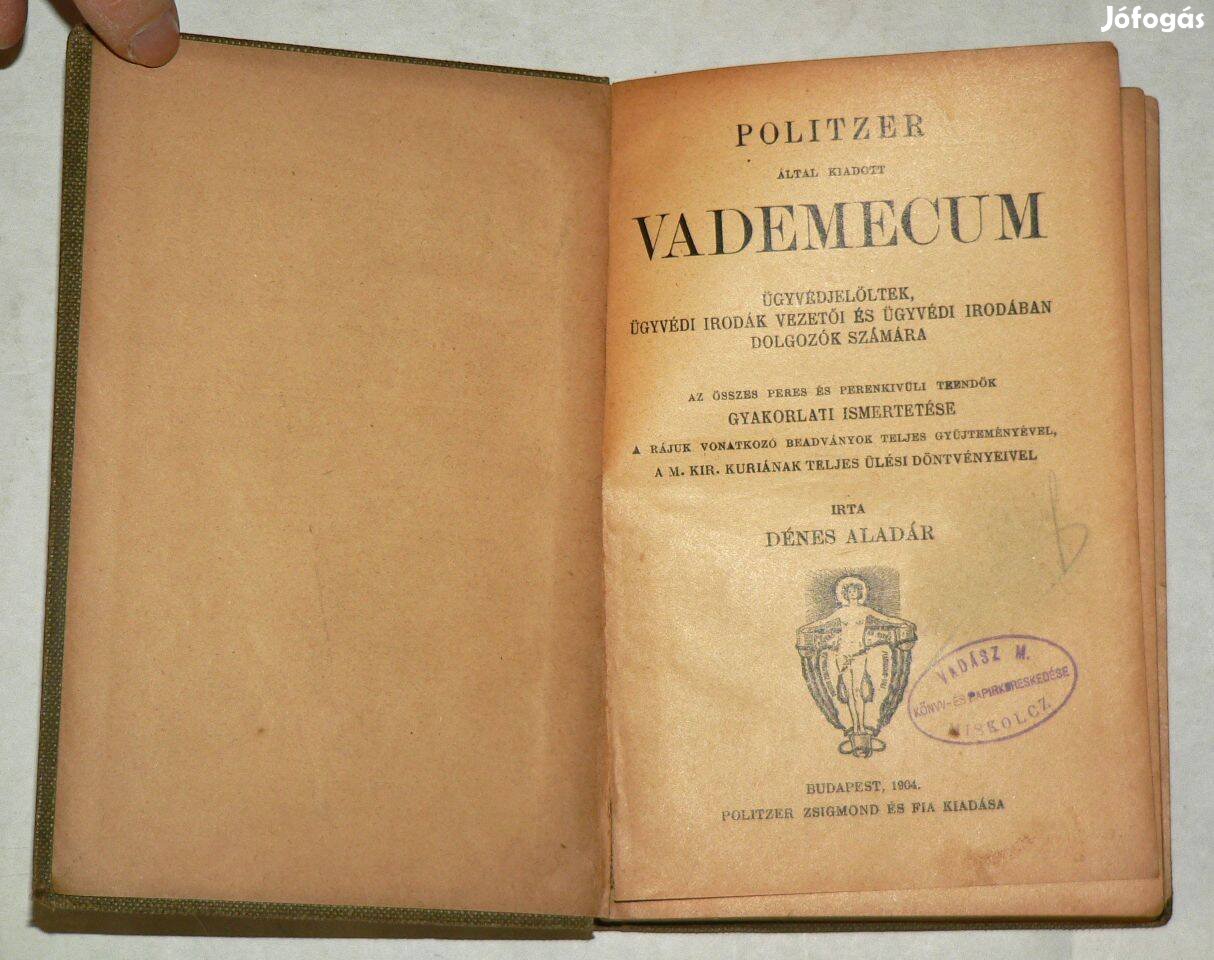 Jófogás
POLITZER
ÁLTAL KIADOTT
VADEMECUM
ÜGYVÉDJELÖLTEK,
ÜGYVÉDI IRODÁK VEZETŐI ÉS ÜGYVÉDI IRODÁBAN
DOLGOZÓK SZÁMÁRA
AZ ÖSSZES PERES ÉS PERENKIVÜLI TEENDŐK
GYAKORLATI ISMERTETÉSE
A RÁJUK VONATKOZÓ BEADVÁNYOK TELJES GYÜJTEMÉNYÉVEL,
A M. KIR. KURIÁNAK TELJES ÜLÉSI DÖNTVÉNYEIVEL
IRTA
DÉNES ALADÁR
VADÁSZ M.
KÖNYV-ÉS PAPIRKERESKEDÉSE
MISKOLCZ
BUDAPEST, 1904.
POLITZER ZSIGMOND ÉS FIA KIADÁSA